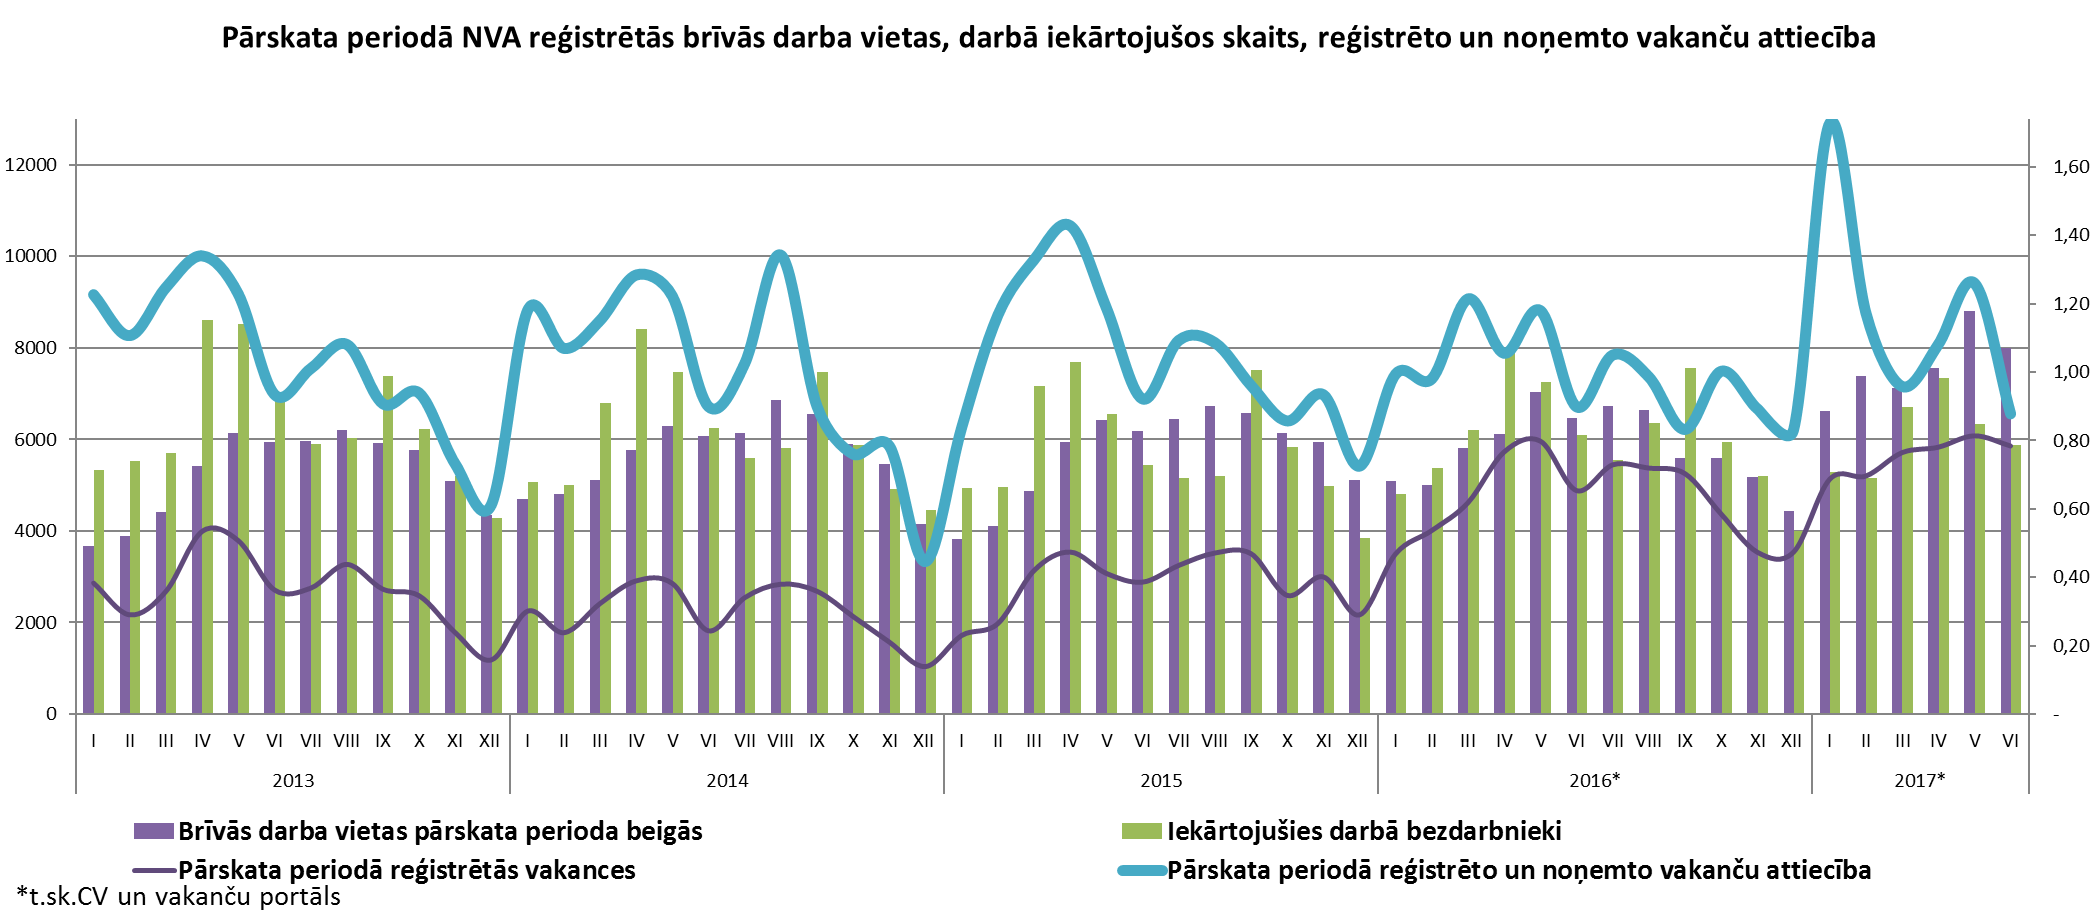 Pārskata periodā NVA reģistrētās brīvās darba vietas, darbā iekārtojušos skaits, reģistrēto un noņemto vakanču attiecība
12000
10000
8000
6000
4000
2000
0
1,60
1,40
1,20
1,00
0,80
0,60
0,40
0,20
-
I II III IV V VI VII VIII IX X XI XII I II III IV V VI VII VIII IX X XI XII I II III IV V VI VII VIII IX X XI XII I II III IV V VI VII VIII IX X XI XII I II III IV V VI
2013 2014 2015 2016* 2017*
Brīvās darba vietas pārskata perioda beigās
Iekārtojušies darbā bezdarbnieki
Pārskata periodā reģistrētās vakances
Pārskata periodā reģistrēto un noņemto vakanču attiecība
*t.sk.CV un vakanču portāls